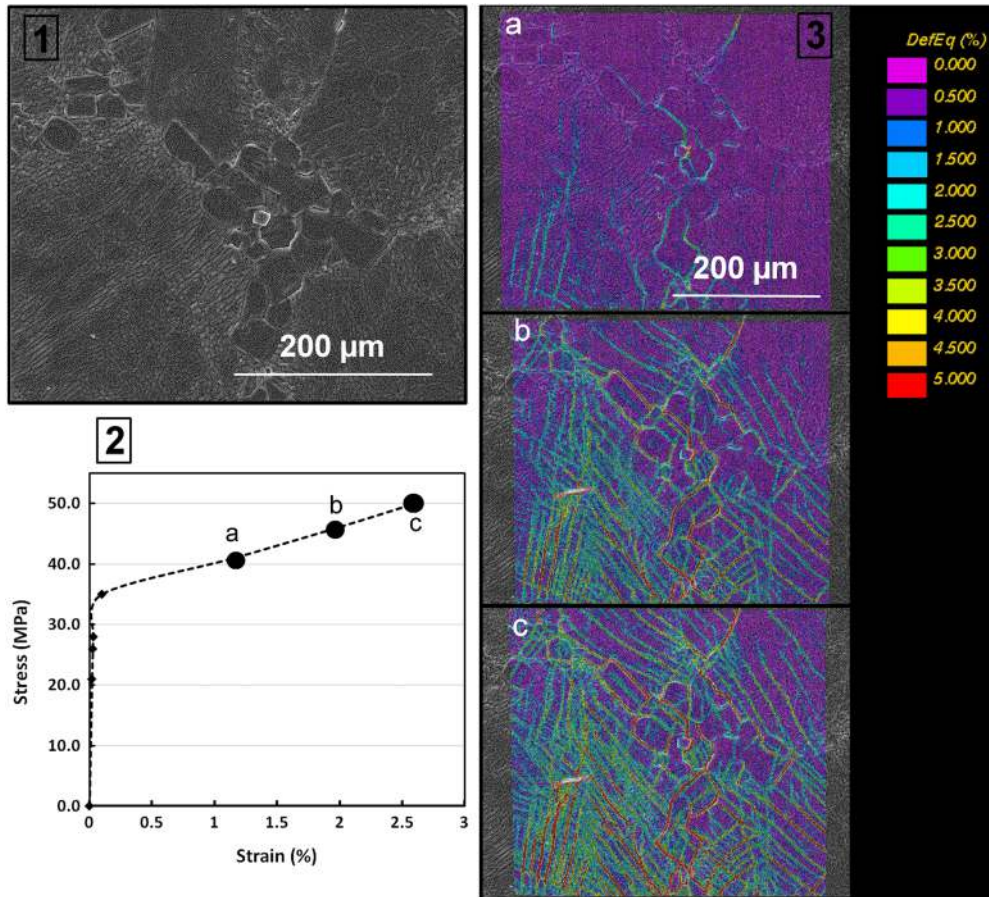 1
200 µm
2
Stress (MPa)
50.0
40.0
30.0
20.0
10.0
0.0
a
b
c
0
0.5
1
1.5
2
2.5
3
Strain (%)
a
3
200 µm
b
c
DefEq (%)
0.000
0.500
1.000
1.500
2.000
2.500
3.000
3.500
4.000
4.500
5.000